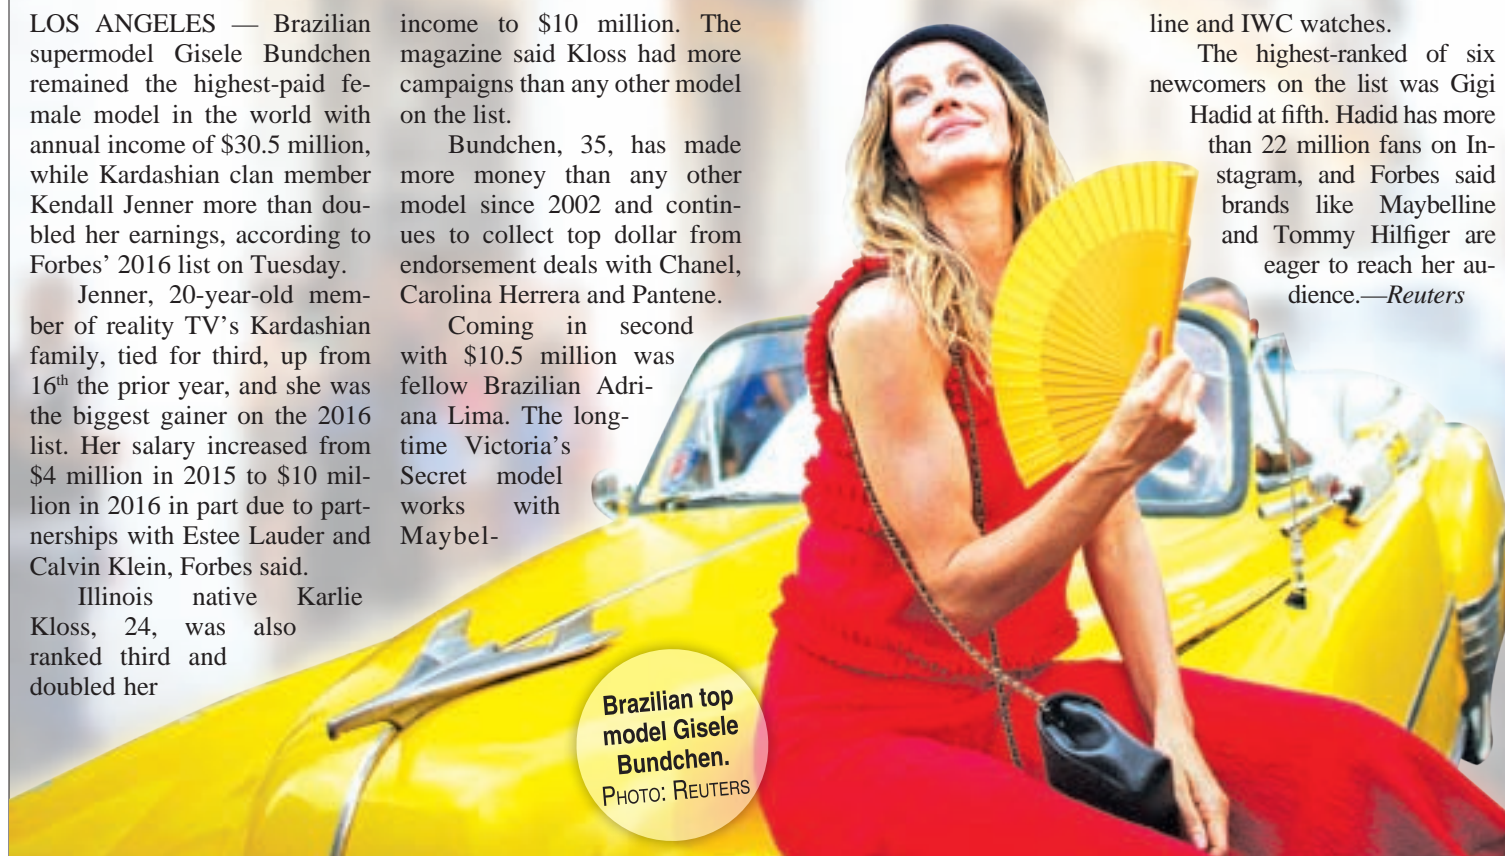 LOS ANGELES — Brazilian
supermodel Gisele Bundchen
remained the highest-paid fe-
male model in the world with
annual income of $30.5 million,
while Kardashian clan member
Kendall Jenner more than dou-
bled her earnings, according to
Forbes’ 2016 list on Tuesday.
Jenner, 20-year-old mem-
ber of reality TV’s Kardashian
family, tied for third, up from
16th the prior year, and she was
the biggest gainer on the 2016
list. Her salary increased from
$4 million in 2015 to $10 mil-
lion in 2016 in part due to part-
nerships with Estee Lauder and
Calvin Klein, Forbes said.
Illinois native Karlie
Kloss, 24, was also
ranked third and
doubled her
income to $10 million. The
magazine said Kloss had more
campaigns than any other model
on the list.
Bundchen, 35, has made
more money than any other
model since 2002 and contin-
ues to collect top dollar from
endorsement deals with Chanel,
Carolina Herrera and Pantene.
Coming in second
with $10.5 million was
fellow Brazilian Adri-
ana Lima. The long-
time Victoria’s
Secret model
works with
Maybel-
line and IWC watches.
The highest-ranked of six
newcomers on the list was Gigi
Hadid at fifth. Hadid has more
than 22 million fans on In-
stagram, and Forbes said
brands like Maybelline
and Tommy Hilfiger are
eager to reach her au-
dience.—Reuters
Brazilian top
model Gisele
Bundchen.
PHOTO: REUTERS